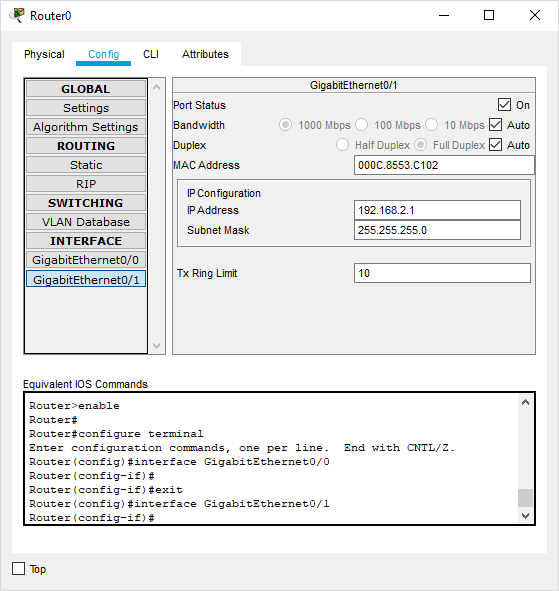 Router0
Physical Config CLI Attributes
GLOBAL
Settings
Algorithm Settings
ROUTING
Static
RIP
SWITCHING
VLAN Database
INTERFACE
GigabitEthernet0/0
GigabitEthernet0/1
GigabitEthernet0/1
Port Status On
Bandwidth 1000 Mbps 100 Mbps 10 Mbps Auto
Duplex Half Duplex Full Duplex Auto
MAC Address 000C.8553.C102
IP Configuration
IP Address 192.168.2.1
Subnet Mask 255.255.255.0
Tx Ring Limit 10
Equivalent IOS Commands
Router>enable
Router#
Router#configure terminal
Enter configuration commands, one per line. End with CNTL/Z.
Router(config)#interface GigabitEthernet0/0
Router(config-if)#
Router(config-if)#exit
Router(config)#interface GigabitEthernet0/1
Router(config-if)#
Top